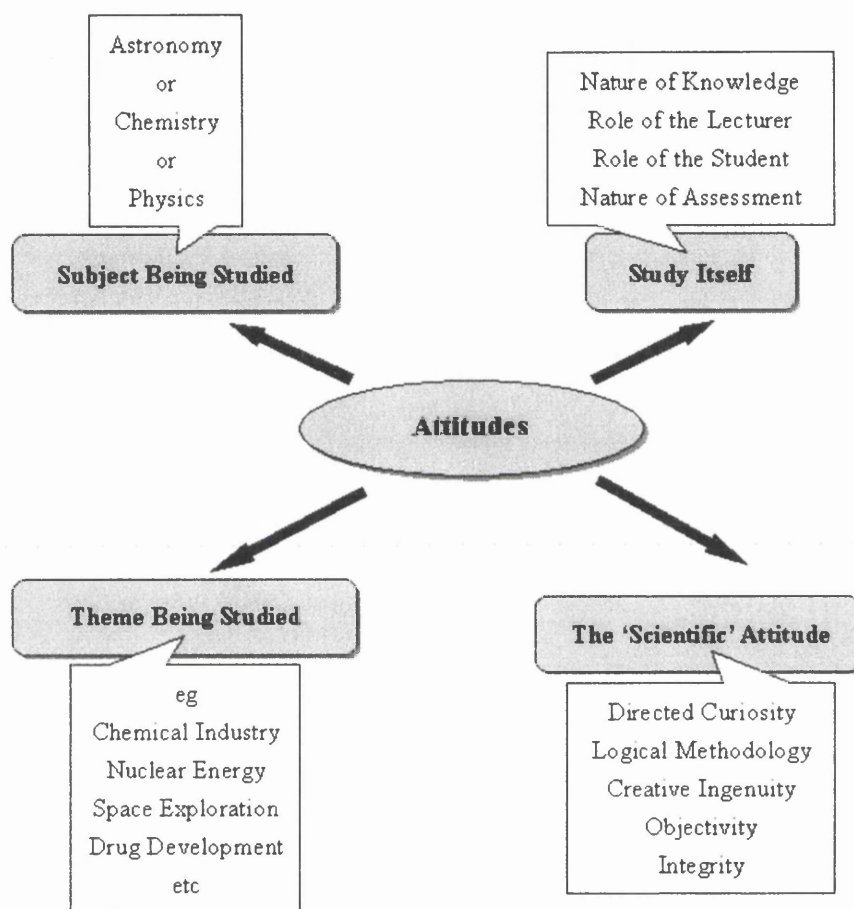 Astronomy
or
Chemistry
or
Physics
Subject Being Studied
Nature of Knowledge
Role of the Lecturer
Role of the Student
Nature of Assessment
Study Itself
Attitudes
Theme Being Studied
eg
Chemical Industry
Nuclear Energy
Space Exploration
Drug Development
etc
The ‘Scientific’ Attitude
Directed Curiosity
Logical Methodology
Creative Ingenuity
Objectivity
Integrity